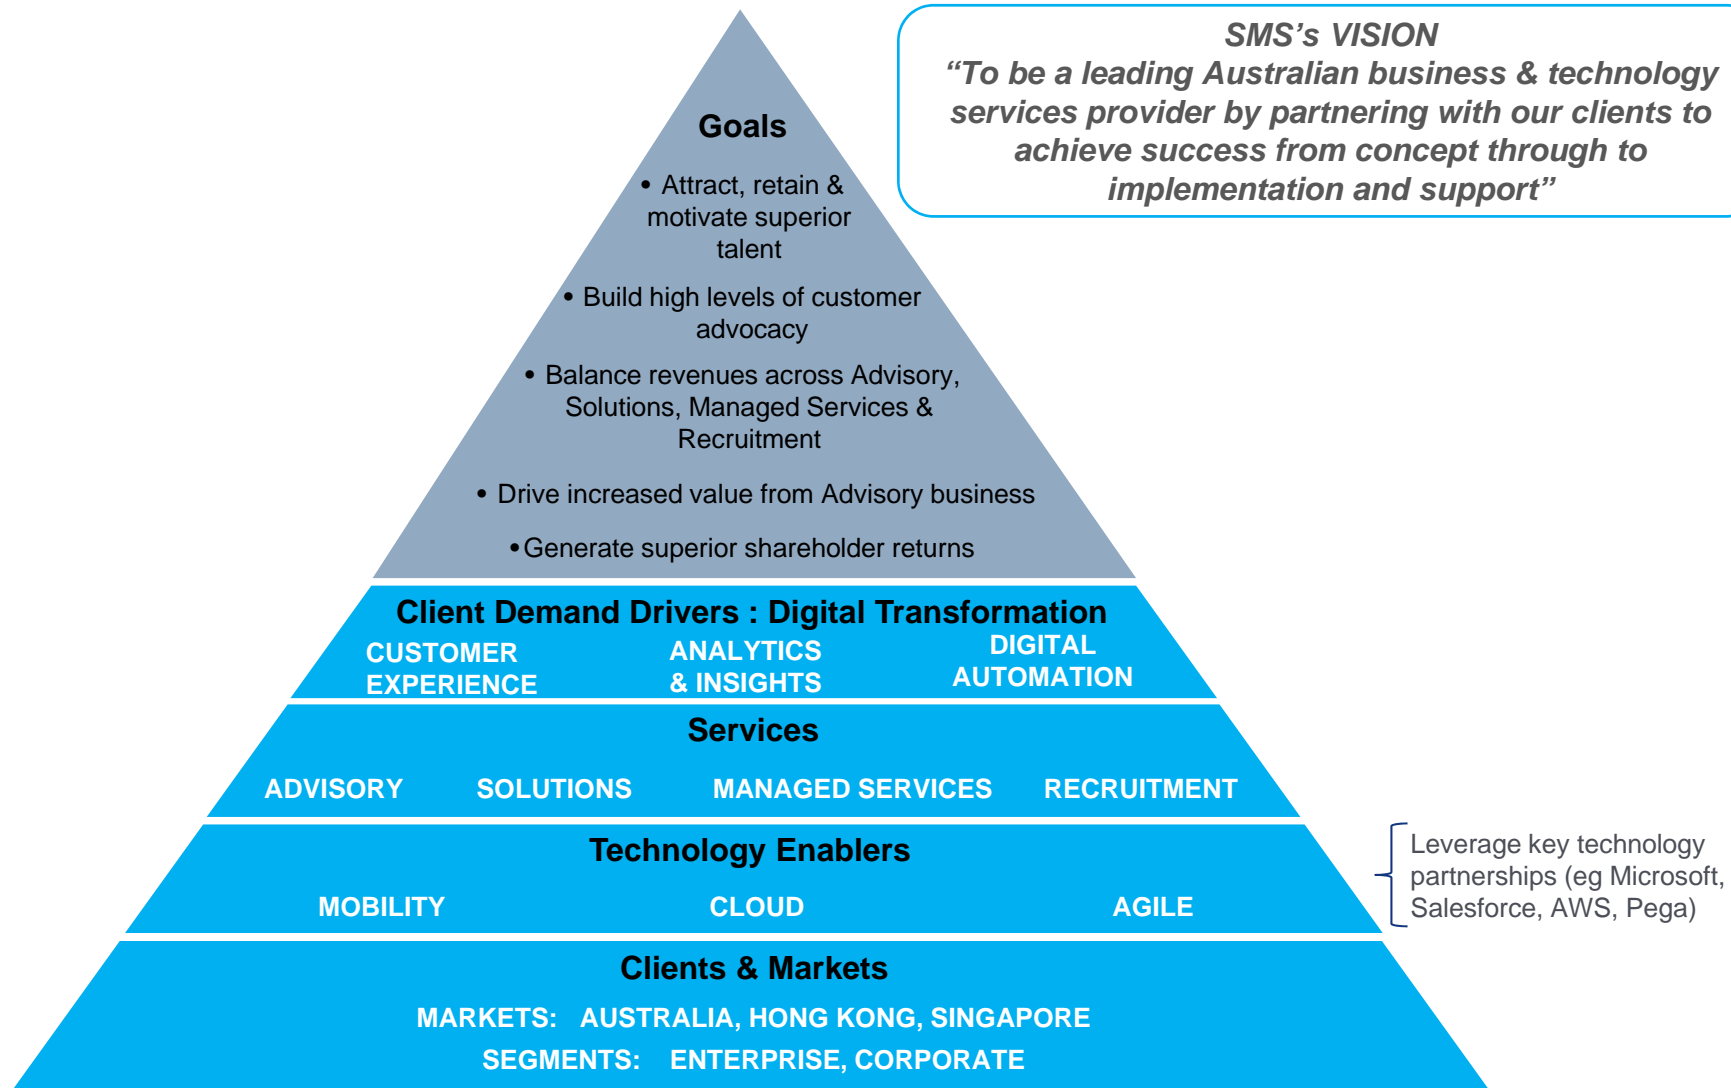 SMS's VISION
“To be a leading Australian business & technology
services provider by partnering with our clients to
achieve success from concept through to
implementation and support”
Goals
• Attract, retain &
motivate superior
talent
• Build high levels of customer
advocacy
• Balance revenues across Advisory,
Solutions, Managed Services &
Recruitment
• Drive increased value from Advisory business
•Generate superior shareholder returns
Client Demand Drivers : Digital Transformation
CUSTOMER
EXPERIENCE
ANALYTICS
& INSIGHTS
DIGITAL
AUTOMATION
Services
ADVISORY SOLUTIONS MANAGED SERVICES RECRUITMENT
Technology Enablers
MOBILITY CLOUD AGILE
Leverage key technology
partnerships (eg Microsoft,
Salesforce, AWS, Pega)
Clients & Markets
MARKETS: AUSTRALIA, HONG KONG, SINGAPORE
SEGMENTS: ENTERPRISE, CORPORATE